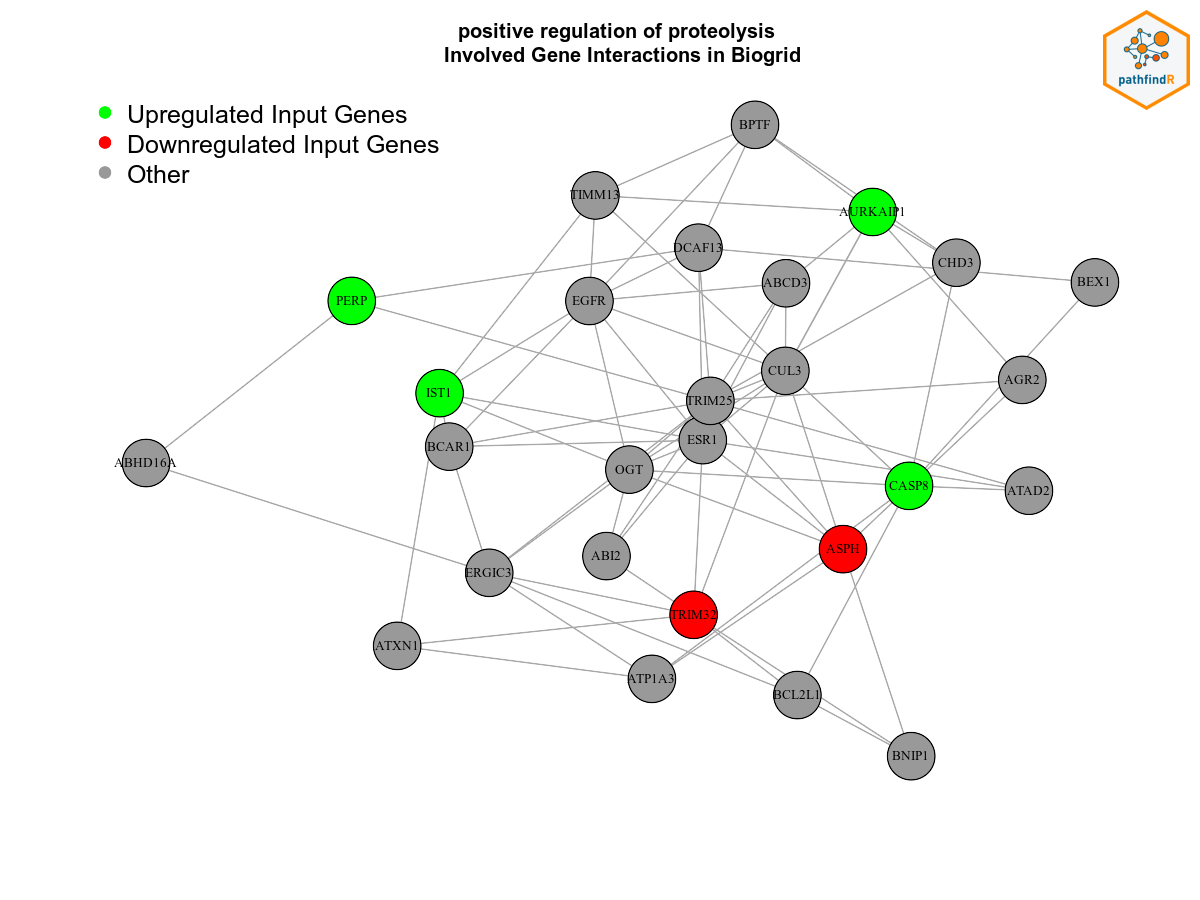 positive regulation of proteolysis
Involved Gene Interactions in Biogrid
pathfindR
Upregulated Input Genes
Downregulated Input Genes
Other
BPTF
TIMM13
AURKAIP1
DCAF13
CHD3
ABCD3
BEX1
PERP
EGFR
CUL3
AGR2
IST1
TRIM25
ESR1
BCAR1
ABHD16A
OGT
CASP8
ATAD2
ASPH
ABI2
ERGIC3
TRIM32
ATXN1
ATP1A3
BCL2L1
BNIP1